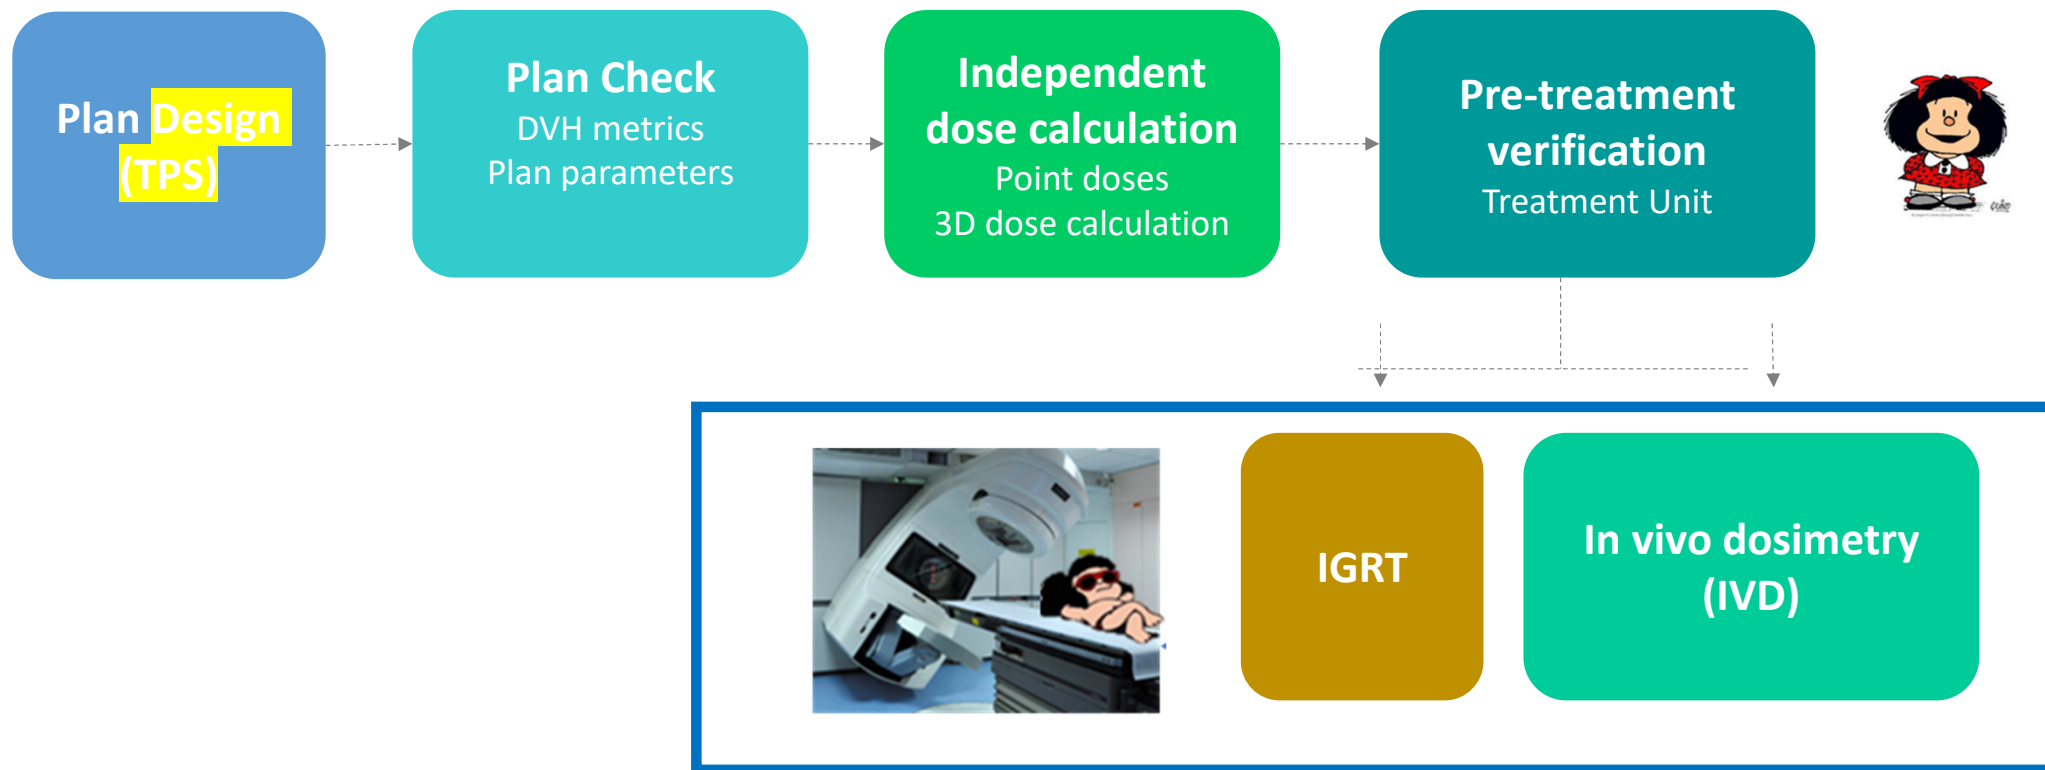 Plan Design
(TPS)
Plan Check
DVH metrics
Plan parameters
Independent
dose calculation
Point doses
3D dose calculation
Pre-treatment
verification
Treatment Unit
IGRT
In vivo dosimetry
(IVD)